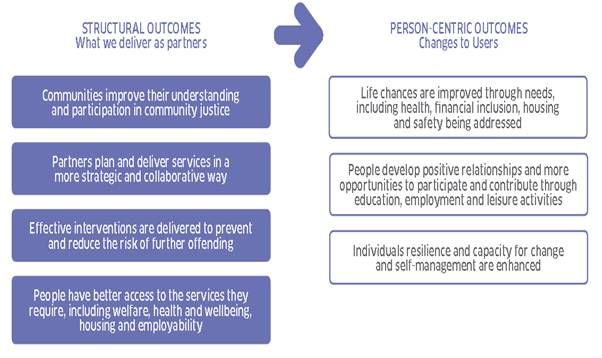 STRUCTURAL OUTCOMES
What we deliver as partners
Communities improve their understanding
and participation in community justice
Partners plan and deliver services in a
more strategic and collaborative way
Effective interventions are delivered to prevent
and reduce the risk of further offending
People have better access to the services they
require, including welfare, health and wellbeing,
housing and employability
PERSON-CENTRIC OUTCOMES
Changes to Users
Life chances are improved through needs,
including health, financial inclusion, housing
and safety being addressed
People develop positive relationships and more
opportunities to participate and contribute through
education, employment and leisure activities
Individuals resilience and capacity for change
and self-management are enhanced